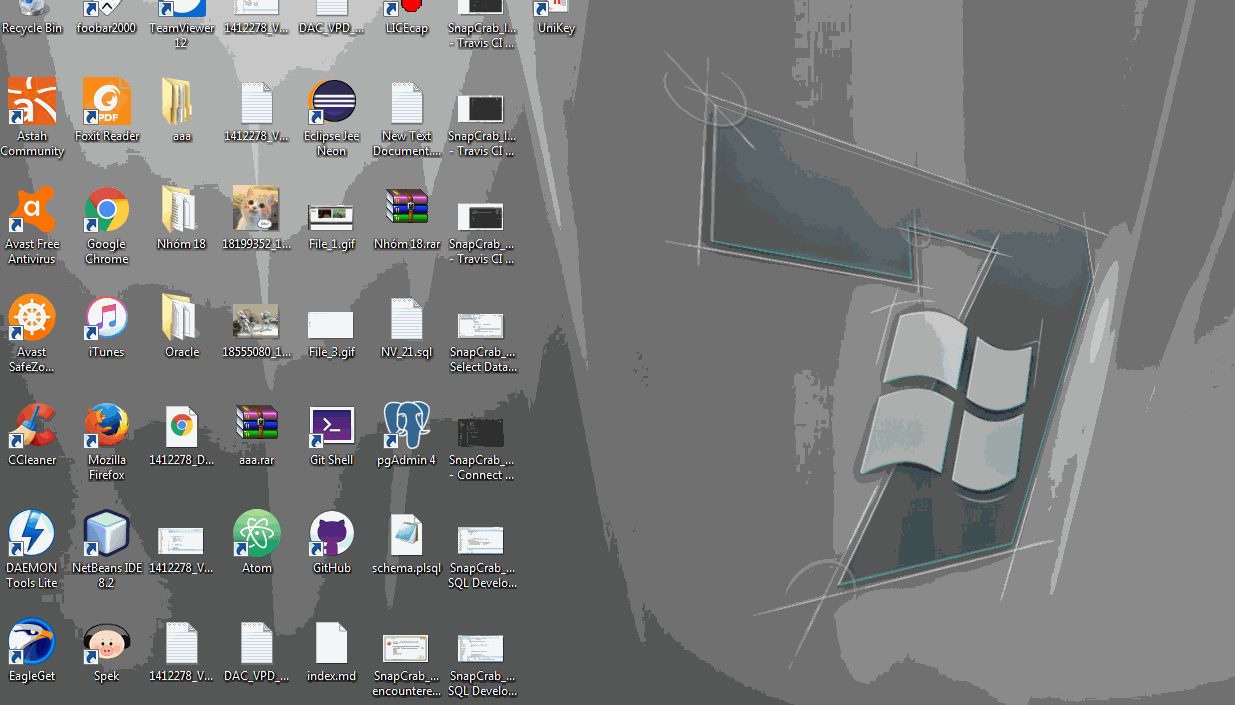 Recycle Bin
foobar2000
TeamViewer
12
1412278_V...
DAC_VPD_...
LICEcap
SnapCrab_I...
- Travis CI ...
UniKey
Astah
Community
PDF
Foxit Reader
aaa
1412278_V...
Eclipse Jee
Neon
New Text
Document....
SnapCrab_I...
- Travis CI ...
Avast Free
Antivirus
Google
Chrome
Nhóm 18
18199352_1...
File_1.gif
Nhóm 18.rar
SnapCrab_...
- Travis CI ...
Avast
SafeZo...
iTunes
Oracle
18555080_1...
File_3.gif
NV_21.sql
SnapCrab_...
Select Data...
CCleaner
Mozilla
Firefox
1412278_D...
aaa.rar
Git Shell
pgAdmin 4
SnapCrab_...
- Connect ...
DAEMON
Tools Lite
NetBeans IDE
8.2
1412278_V...
Atom
GitHub
schema.plsql
SnapCrab_...
SQL Develo...
EagleGet
Spek
1412278_V...
DAC_VPD_...
index.md
SnapCrab_...
encountere...
SnapCrab_...
SQL Develo...